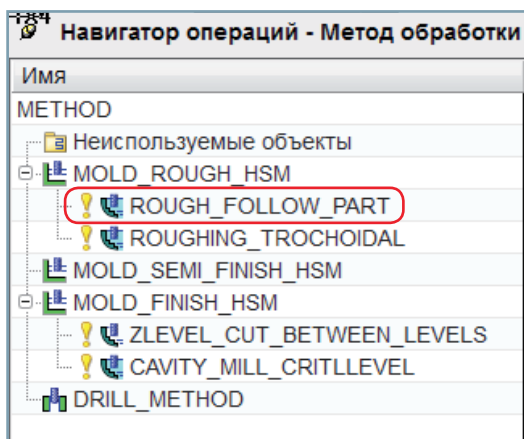 Навигатор операций - Метод обработки
Имя
METHOD
Неиспользуемые объекты
MOLD_ROUGH_HSM
ROUGH_FOLLOW_PART
ROUGHING_TROCHOIDAL
MOLD_SEMI_FINISH_HSM
MOLD_FINISH_HSM
ZLEVEL_CUT_BETWEEN_LEVELS
CAVITY_MILL_CRITLLEVEL
DRILL_METHOD